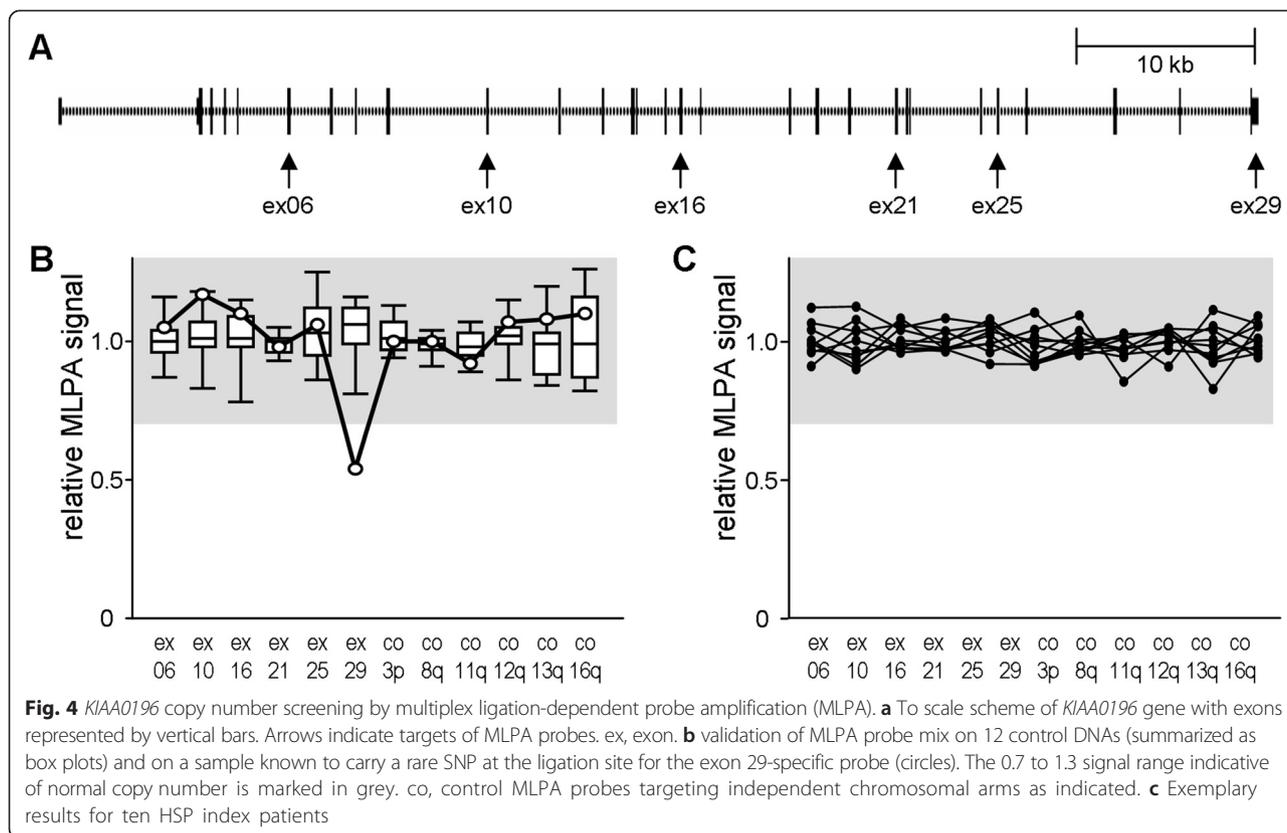 A
10 kb
ex06 ex10 ex16 ex21 ex25 ex29
B
relative MLPA signal
1.0
0.5
0
ex ex ex ex ex ex co co co co co co
06 10 16 21 25 29 3p 8q 11q 12q 13q 16q
C
relative MLPA signal
1.0
0.5
0
ex ex ex ex ex ex co co co co co co
06 10 16 21 25 29 3p 8q 11q 12q 13q 16q
Fig. 4 KIAA0196 copy number screening by multiplex ligation-dependent probe amplification (MLPA). a To scale scheme of KIAA0196 gene with exons
represented by vertical bars. Arrows indicate targets of MLPA probes. ex, exon. b validation of MLPA probe mix on 12 control DNAs (summarized as
box plots) and on a sample known to carry a rare SNP at the ligation site for the exon 29-specific probe (circles). The 0.7 to 1.3 signal range indicative
of normal copy number is marked in grey. co, control MLPA probes targeting independent chromosomal arms as indicated. c Exemplary
results for ten HSP index patients